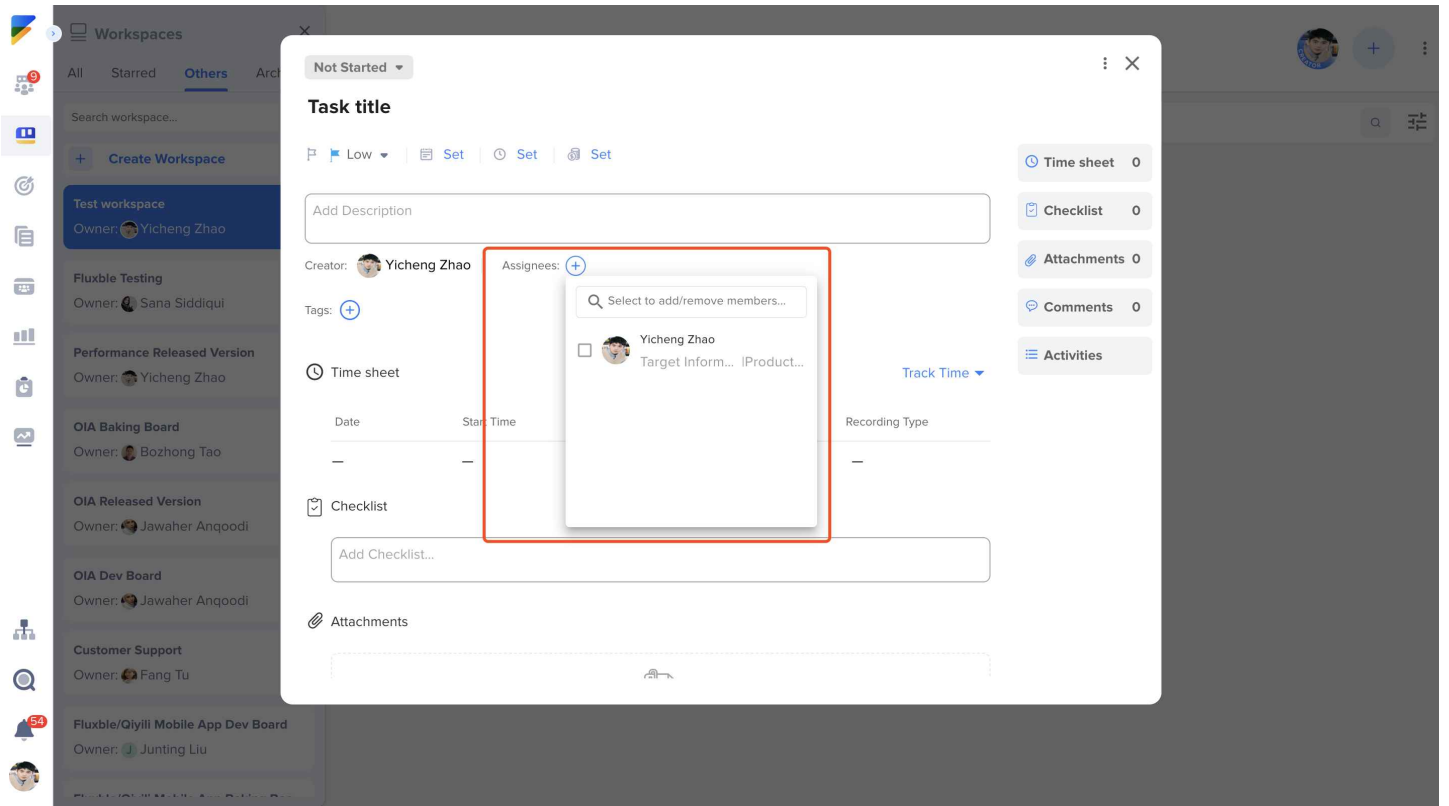 Workspaces
All Starred Others Arch
Search workspace...
+ Create Workspace
Test workspace
Owner: Yicheng Zhao
Fluxble Testing
Owner: Sana Siddiqui
Performance Released Version
Owner: Yicheng Zhao
OIA Baking Board
Owner: Bozhong Tao
OIA Released Version
Owner: Jawaher Anqoodi
OIA Dev Board
Owner: Jawaher Anqoodi
Customer Support
Owner: Fang Tu
Fluxble/Qiyili Mobile App Dev Board
Owner: J Junting Liu
9
54
Not Started
Task title
Low Set Set Set
Add Description
Creator: Yicheng Zhao Assignees:
Select to add/remove members...
Yicheng Zhao
Target Inform... |Product...
Tags:
Time sheet Track Time
Date Start Time Recording Type
— — —
Checklist
Add Checklist...
Attachments
Time sheet 0
Checklist 0
Attachments 0
Comments 0
Activities